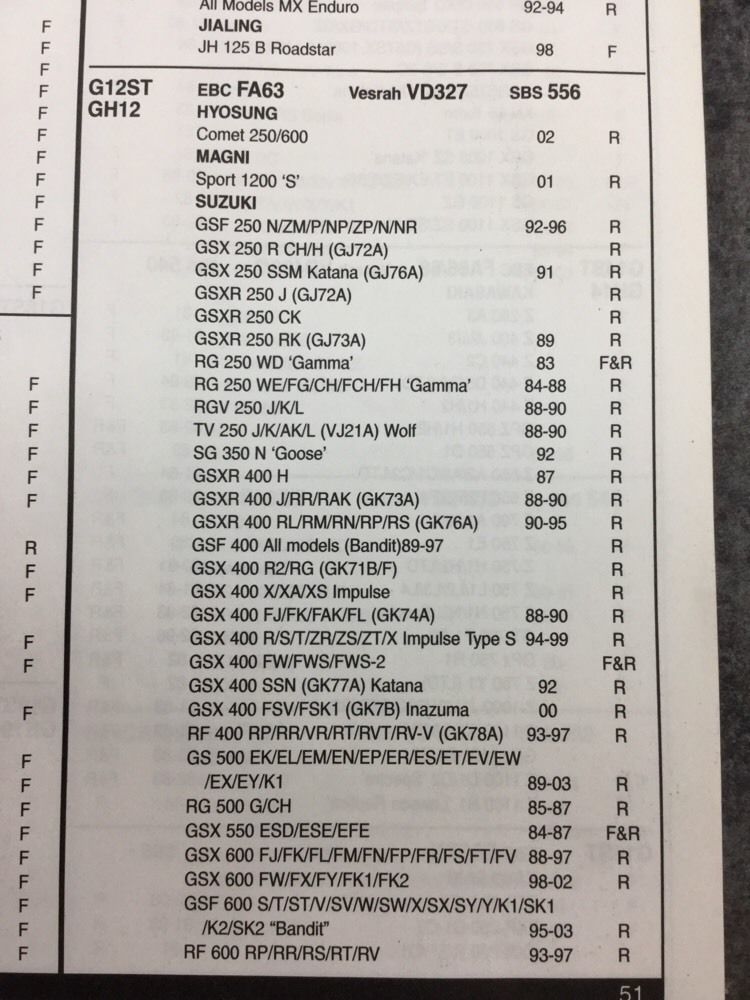 All Models MX Enduro 92-94 R
F JIALING
F JH 125 B Roadstar 98 F
F
F G12ST EBC FA63 Vesrah VD327 SBS 556
F GH12 HYOSUNG
F Comet 250/600 02 R
F MAGNI
F Sport 1200 ‘S’ 01 R
F SUZUKI
F GSF 250 N/ZM/P/NP/ZP/N/NR 92-96 R
F GSX 250 R CH/H (GJ72A) R
F GSX 250 SSM Katana (GJ76A) 91 R
F GSXR 250 J (GJ72A) R
GSXR 250 CK R
GSXR 250 RK (GJ73A) 89 R
RG 250 WD ‘Gamma’ 83 F&R
F RG 250 WE/FG/CH/FCH/FH ‘Gamma’ 84-88 R
F RGV 250 J/K/L 88-90 R
F TV 250 J/K/AK/L (VJ21A) Wolf 88-90 R
F SG 350 N ‘Goose’ 92 R
F GSXR 400 H 87 R
F GSXR 400 J/RR/RAK (GK73A) 88-90 R
GSXR 400 RL/RM/RN/RP/RS (GK76A) 90-95 R
R GSF 400 All models (Bandit)89-97 R
F GSX 400 R2/RG (GK71B/F) R
F GSX 400 X/XA/XS Impulse R
GSX 400 FJ/FK/FAK/FL (GK74A) 88-90 R
F GSX 400 R/S/T/ZR/ZS/ZT/X Impulse Type S 94-99 R
F GSX 400 FW/FWS/FWS-2 F&R
GSX 400 SSN (GK77A) Katana 92 R
F GSX 400 FSV/FSK1 (GK7B) Inazuma 00 R
RF 400 RP/RR/VR/RT/RVT/RV-V (GK78A) 93-97 R
F GS 500 EK/EL/EM/EN/EP/ER/ES/ET/EV/EW
F /EX/EY/K1 89-03 R
F RG 500 G/CH 85-87 R
F GSX 550 ESD/ESE/EFE 84-87 F&R
F GSX 600 FJ/FK/FL/FM/FN/FP/FR/FS/FT/FV 88-97 R
F GSX 600 FW/FX/FY/FK1/FK2 98-02 R
F GSF 600 S/T/ST/V/SV/W/SW/X/SX/SY/Y/K1/SK1
F /K2/SK2 “Bandit” 95-03 R
F RF 600 RP/RR/RS/RT/RV 93-97 R
51